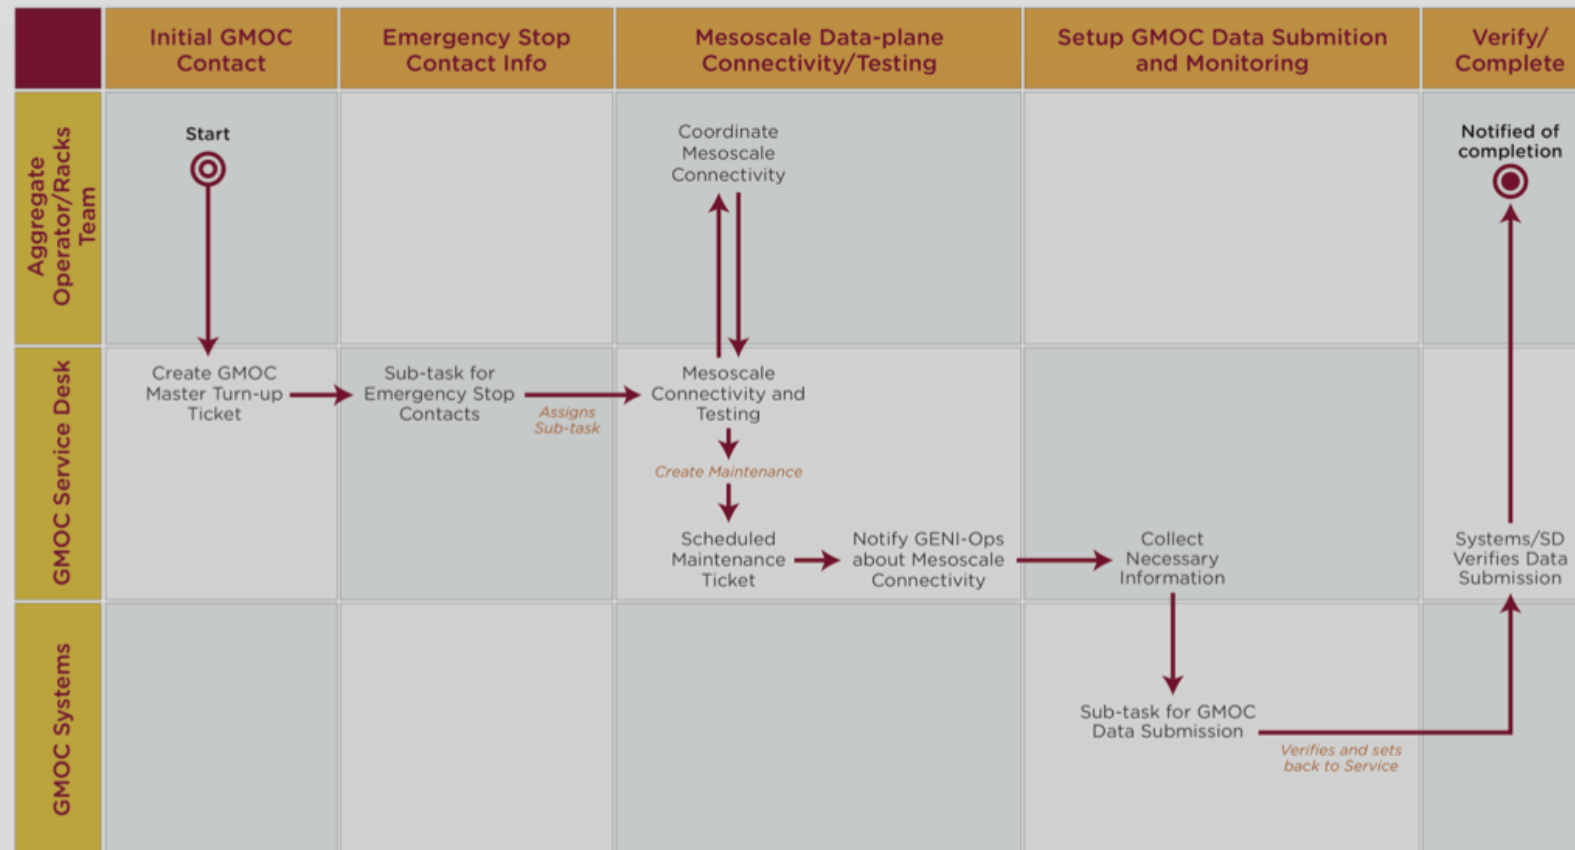 Initial GMOC
Contact
Emergency Stop
Contact Info
Mesoscale Data-plane
Connectivity/Testing
Setup GMOC Data Submition
and Monitoring
Verify/
Complete
Aggregate
Operator/Racks
Team
Start
Coordinate
Mesoscale
Connectivity
Notified of
completion
GMOC Service Desk
Create GMOC
Master Turn-up
Ticket
Sub-task for
Emergency Stop
Contacts
Assigns
Sub-task
Mesoscale
Connectivity and
Testing
Create Maintenance
Scheduled
Maintenance
Ticket
Notify GENI-Ops
about Mesoscale
Connectivity
Collect
Necessary
Information
Systems/SD
Verifies Data
Submission
GMOC Systems
Sub-task for GMOC
Data Submission
Verifies and sets
back to Service